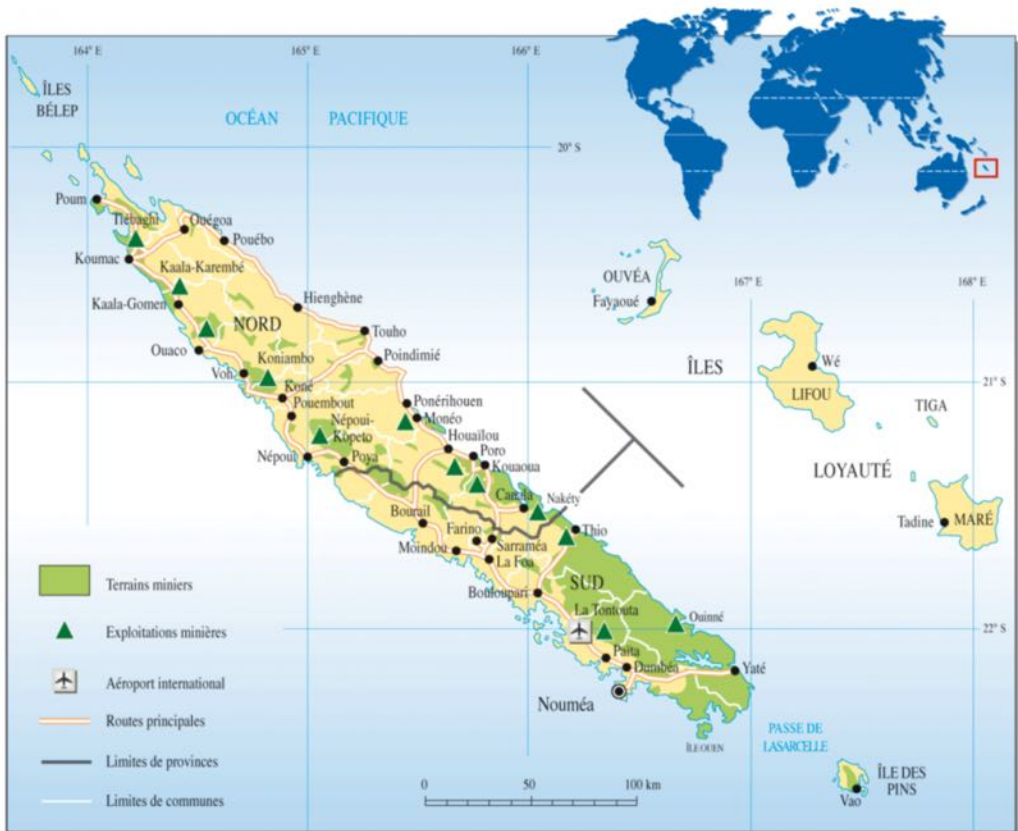 164° E
165° E
166° E
ÎLES
BÉLEP
OCÉAN
PACIFIQUE
20° S
Poum
Tiébaghi
Ouégoa
Pouébo
Koumac
Kaala-Karembé
Kaala-Gomen
Hienghène
NORD
Touho
Ouaco
Koniambo
Poindimié
Voh
Koné
Pouembout
Ponérihouen
Népoui-
Kopeto
Monéo
Houaïlou
Poro
Népoui
Poya
Kouaoua
Canala
Nakéty
Bourail
Farino
Thio
Moindou
Sarraméa
La Foa
SUD
Bouloupari
La Tontouta
Ouinné
Païta
Dumbéa
Yaté
Nouméa
ÎLE OUEN
OUVÉA
Fayaoué
167° E
168° E
ÎLES
Wé
21° S
LIFOU
TIGA
LOYAUTÉ
Tadine
MARÉ
22° S
PASSE DE
LASARCELLE
ÎLE DES
PINS
Vao
Terrains miniers
Exploitations minières
Aéroport international
Routes principales
Limites de provinces
Limites de communes
0
50
100 km